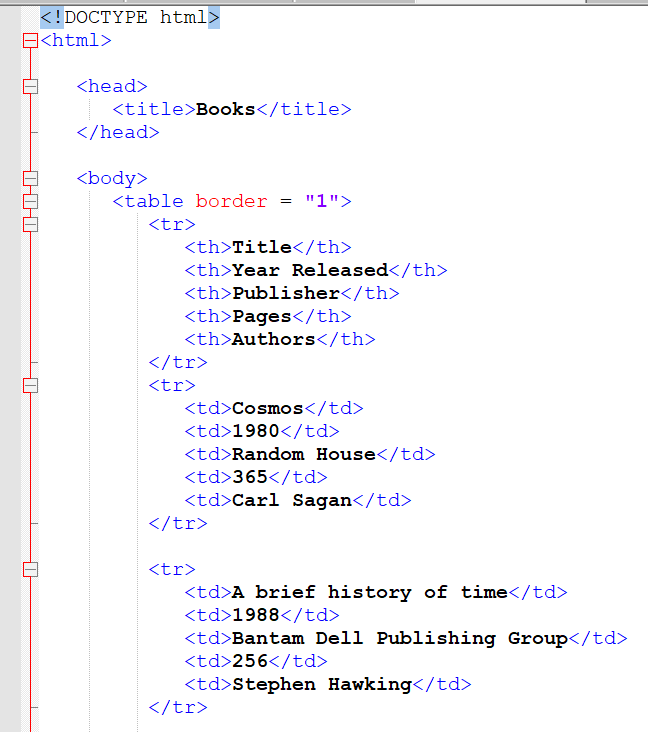 <!DOCTYPE html>
<html>
<head>
<title>Books</title>
</head>
<body>
<table border = "1">
<tr>
<th>Title</th>
<th>Year Released</th>
<th>Publisher</th>
<th>Pages</th>
<th>Authors</th>
</tr>
<tr>
<td>Cosmos</td>
<td>1980</td>
<td>Random House</td>
<td>365</td>
<td>Carl Sagan</td>
</tr>
<tr>
<td>A brief history of time</td>
<td>1988</td>
<td>Bantam Dell Publishing Group</td>
<td>256</td>
<td>Stephen Hawking</td>
</tr>